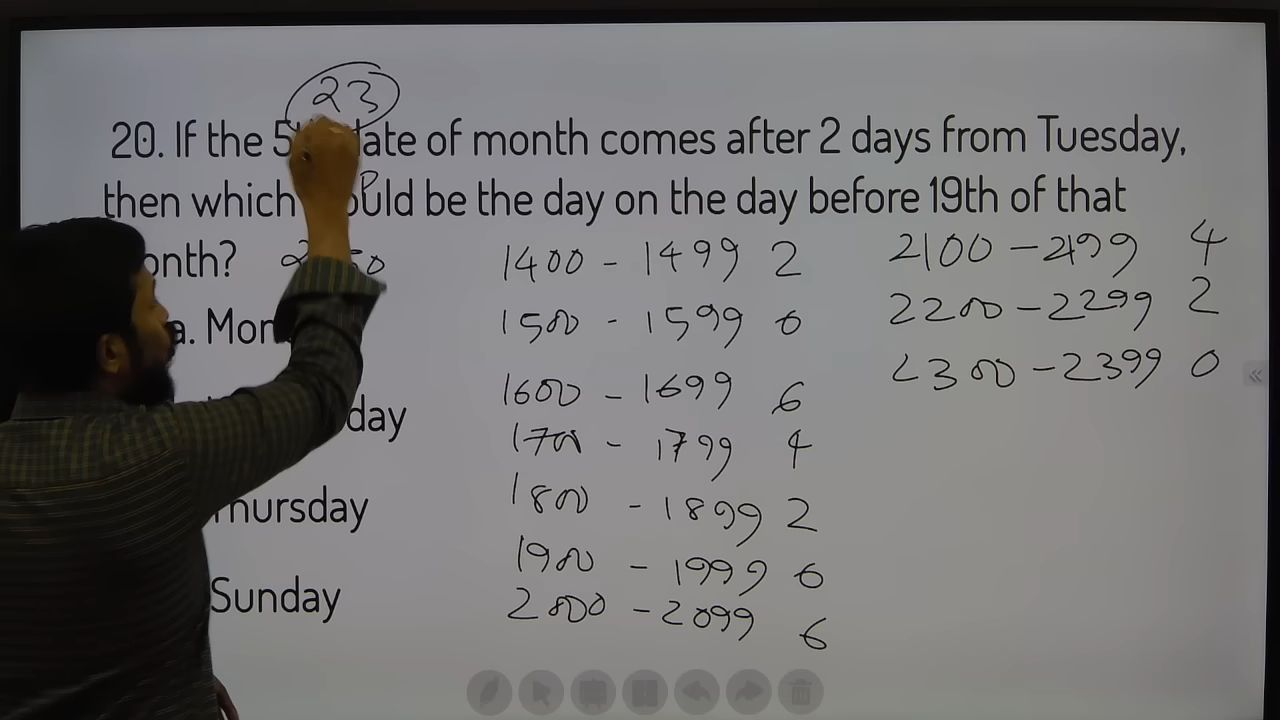 23
20. If the 5 date of month comes after 2 days from Tuesday,
then which would be the day on the day before 19th of that
month?
a. Mon
day
Thursday
Sunday
1400 - 1499 2
1500 - 1599 0
1600 - 1699 6
1700 - 1799 4
1800 - 1899 2
1900 - 1999 0
2000 - 2099 6
2100 - 2199 4
2200 - 2299 2
2300 - 2399 0